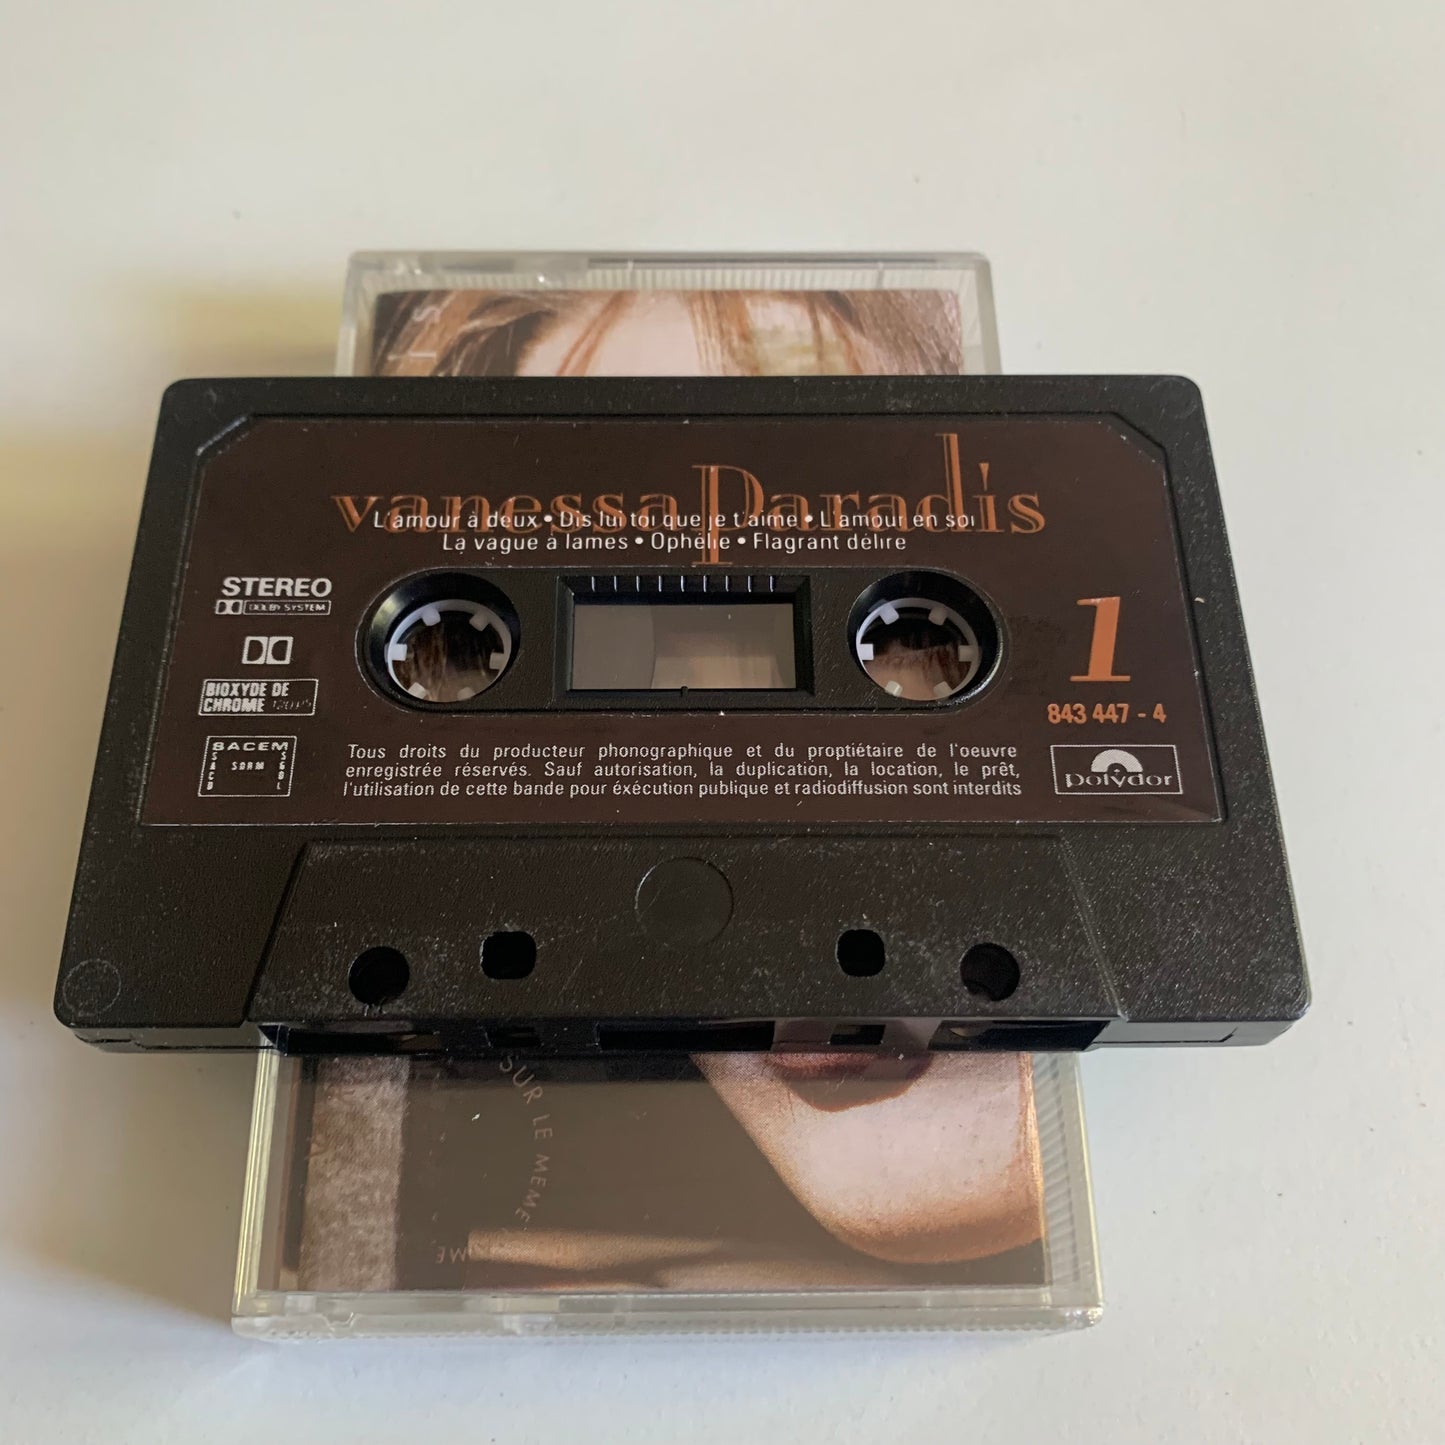 vanessa paradis
L'amour à deux • Dis lui toi que je t'aime • L'amour en soi
La vague à lames • Ophélie • Flagrant délire
STEREO
DOLBY SYSTEM
BIOXYDE DE
CHROME 120µS
1
843 447 - 4
SACEM
SACD SDRM SGDL
Tous droits du producteur phonographique et du proptiétaire de l'oeuvre
enregistrée réservés. Sauf autorisation, la duplication, la location, le prêt,
l'utilisation de cette bande pour éxécution publique et radiodiffusion sont interdits
polydor
SUR LE MEME